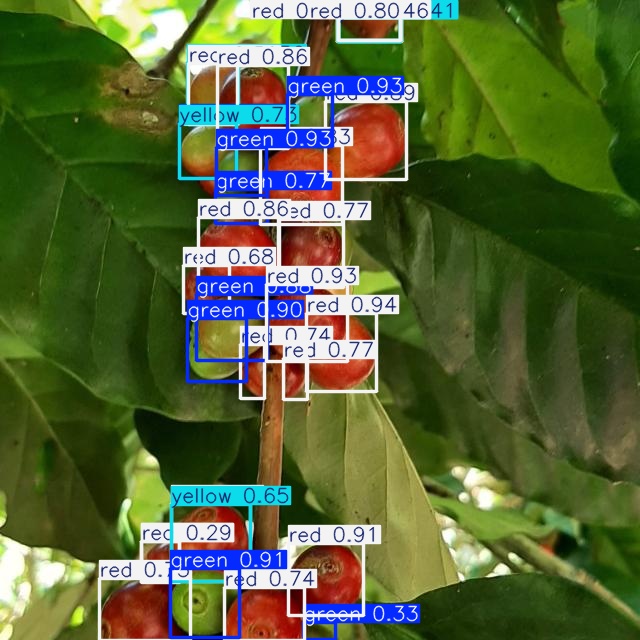 red 0.80
41
red 0.86
green 0.93
yellow 0.73
green 0.93
green 0.77
red 0.86
0.77
red 0.68
red 0.93
green
green 0.90
red 0.94
red 0.74
red 0.77
yellow 0.65
red 0.29
red 0.91
green 0.91
red
red 0.74
green 0.33